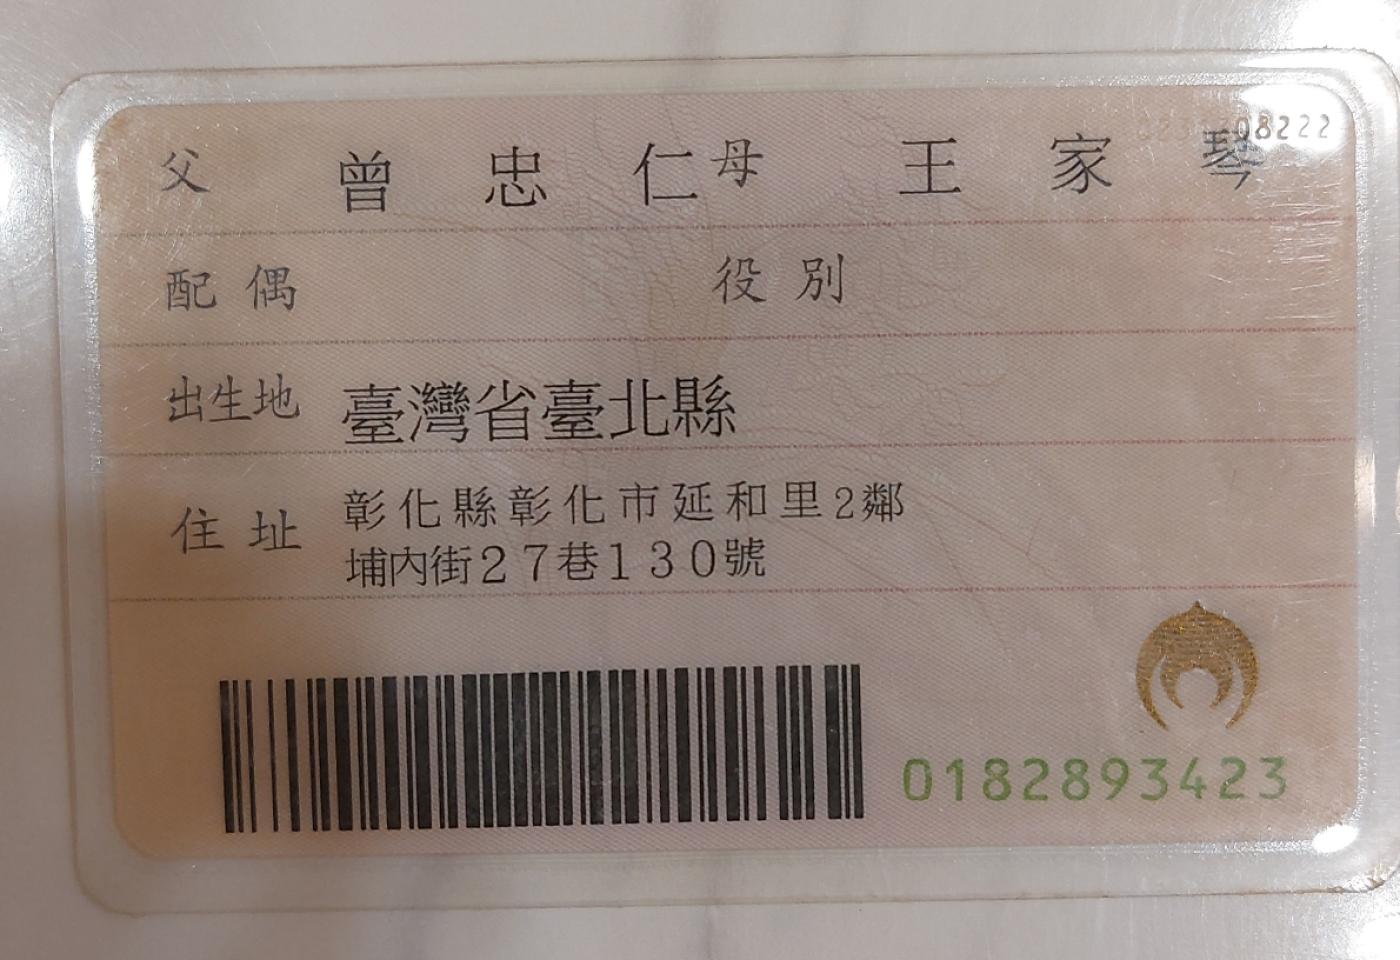 父 曾忠仁 母 王家琴
配偶 役別
出生地 臺灣省臺北縣
住址 彰化縣彰化市延和里2鄰
埔內街27巷130號
0182893423